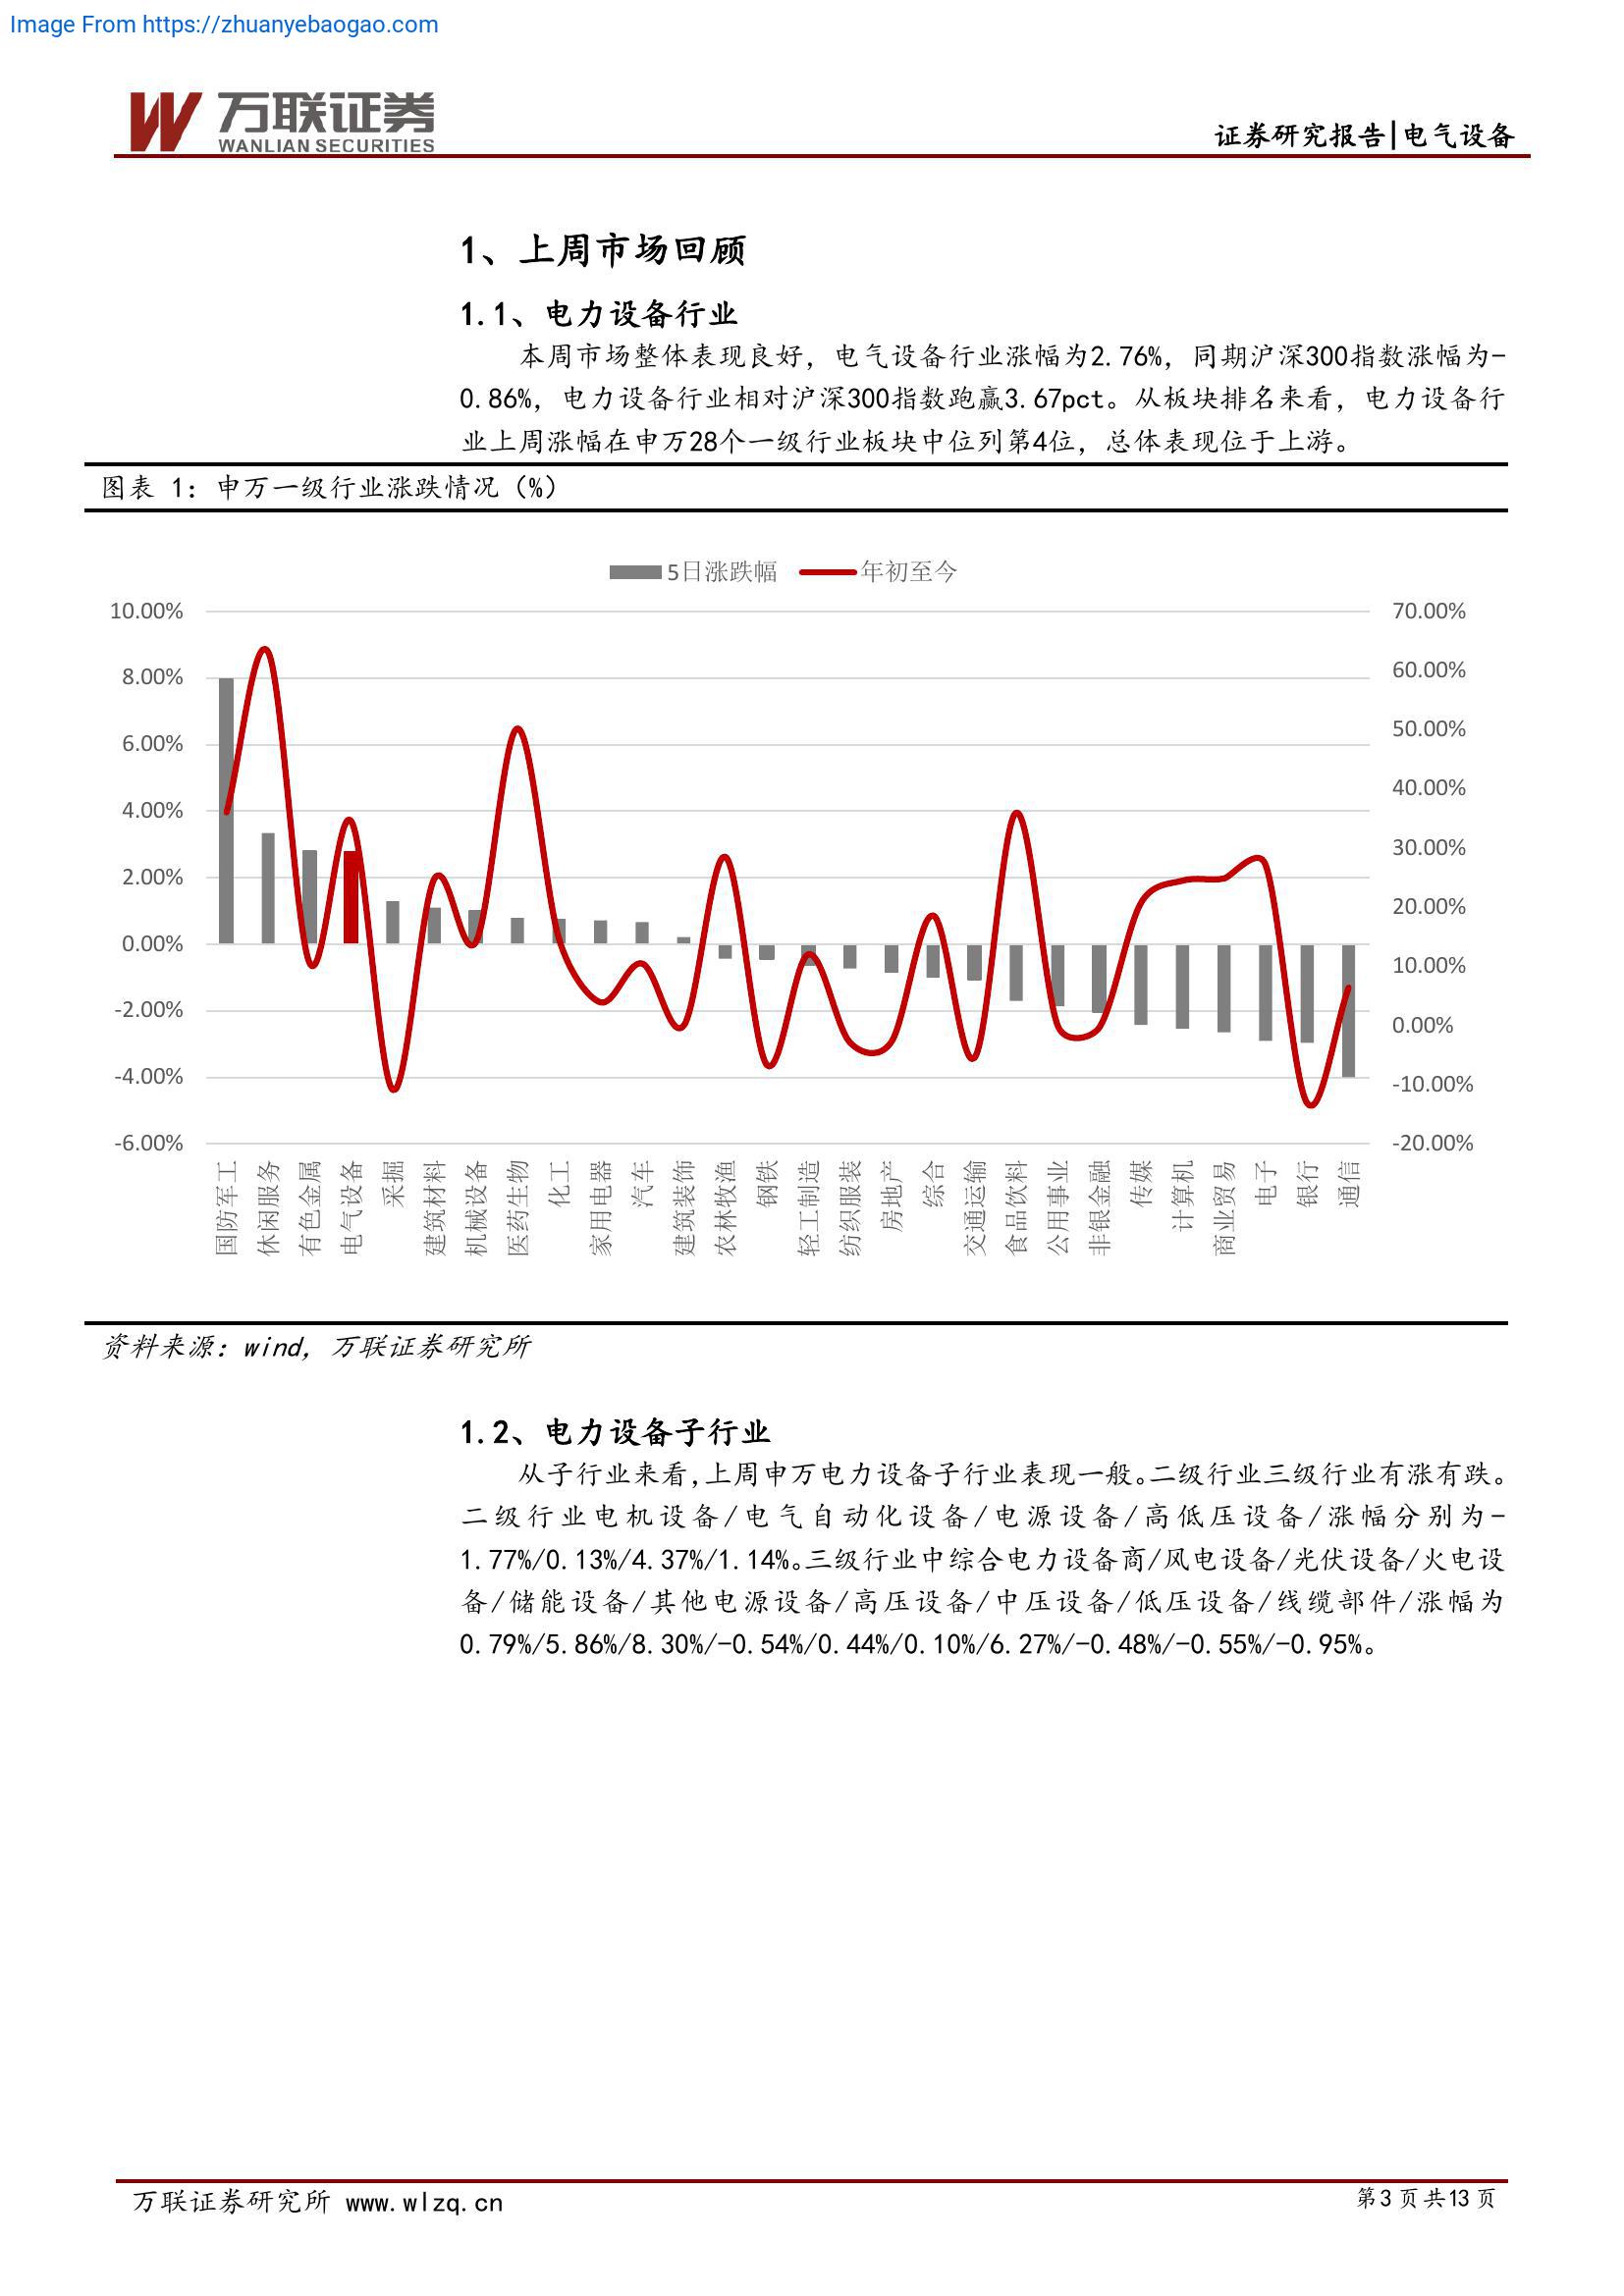 Image From https://zhuanyebaogao.com
万联证券
WANLIAN SECURITIES
证券研究报告|电气设备
1、上周市场回顾
1.1、电力设备行业
本周市场整体表现良好，电气设备行业涨幅为2.76%，同期沪深300指数涨幅为-
0.86%，电力设备行业相对沪深300指数跑赢3.67pct。从板块排名来看，电力设备行
业上周涨幅在申万28个一级行业板块中位列第4位，总体表现位于上游。
图表 1：申万一级行业涨跌情况（%）
5日涨跌幅 年初至今
10.00%
8.00%
6.00%
4.00%
2.00%
0.00%
-2.00%
-4.00%
-6.00%
70.00%
60.00%
50.00%
40.00%
30.00%
20.00%
10.00%
0.00%
-10.00%
-20.00%
国防军工
休闲服务
有色金属
电气设备
采掘
建筑材料
机械设备
医药生物
化工
家用电器
汽车
建筑装饰
农林牧渔
钢铁
轻工制造
纺织服装
房地产
综合
交通运输
食品饮料
公用事业
非银金融
传媒
计算机
商业贸易
电子
银行
通信
资料来源：wind，万联证券研究所
1.2、电力设备子行业
从子行业来看,上周申万电力设备子行业表现一般。二级行业三级行业有涨有跌。
二级行业电机设备/电气自动化设备/电源设备/高低压设备/涨幅分别为-
1.77%/0.13%/4.37%/1.14%。三级行业中综合电力设备商/风电设备/光伏设备/火电设
备/储能设备/其他电源设备/高压设备/中压设备/低压设备/线缆部件/涨幅为
0.79%/5.86%/8.30%/-0.54%/0.44%/0.10%/6.27%/-0.48%/-0.55%/-0.95%。
万联证券研究所 www.wlzq.cn
第3页共13页